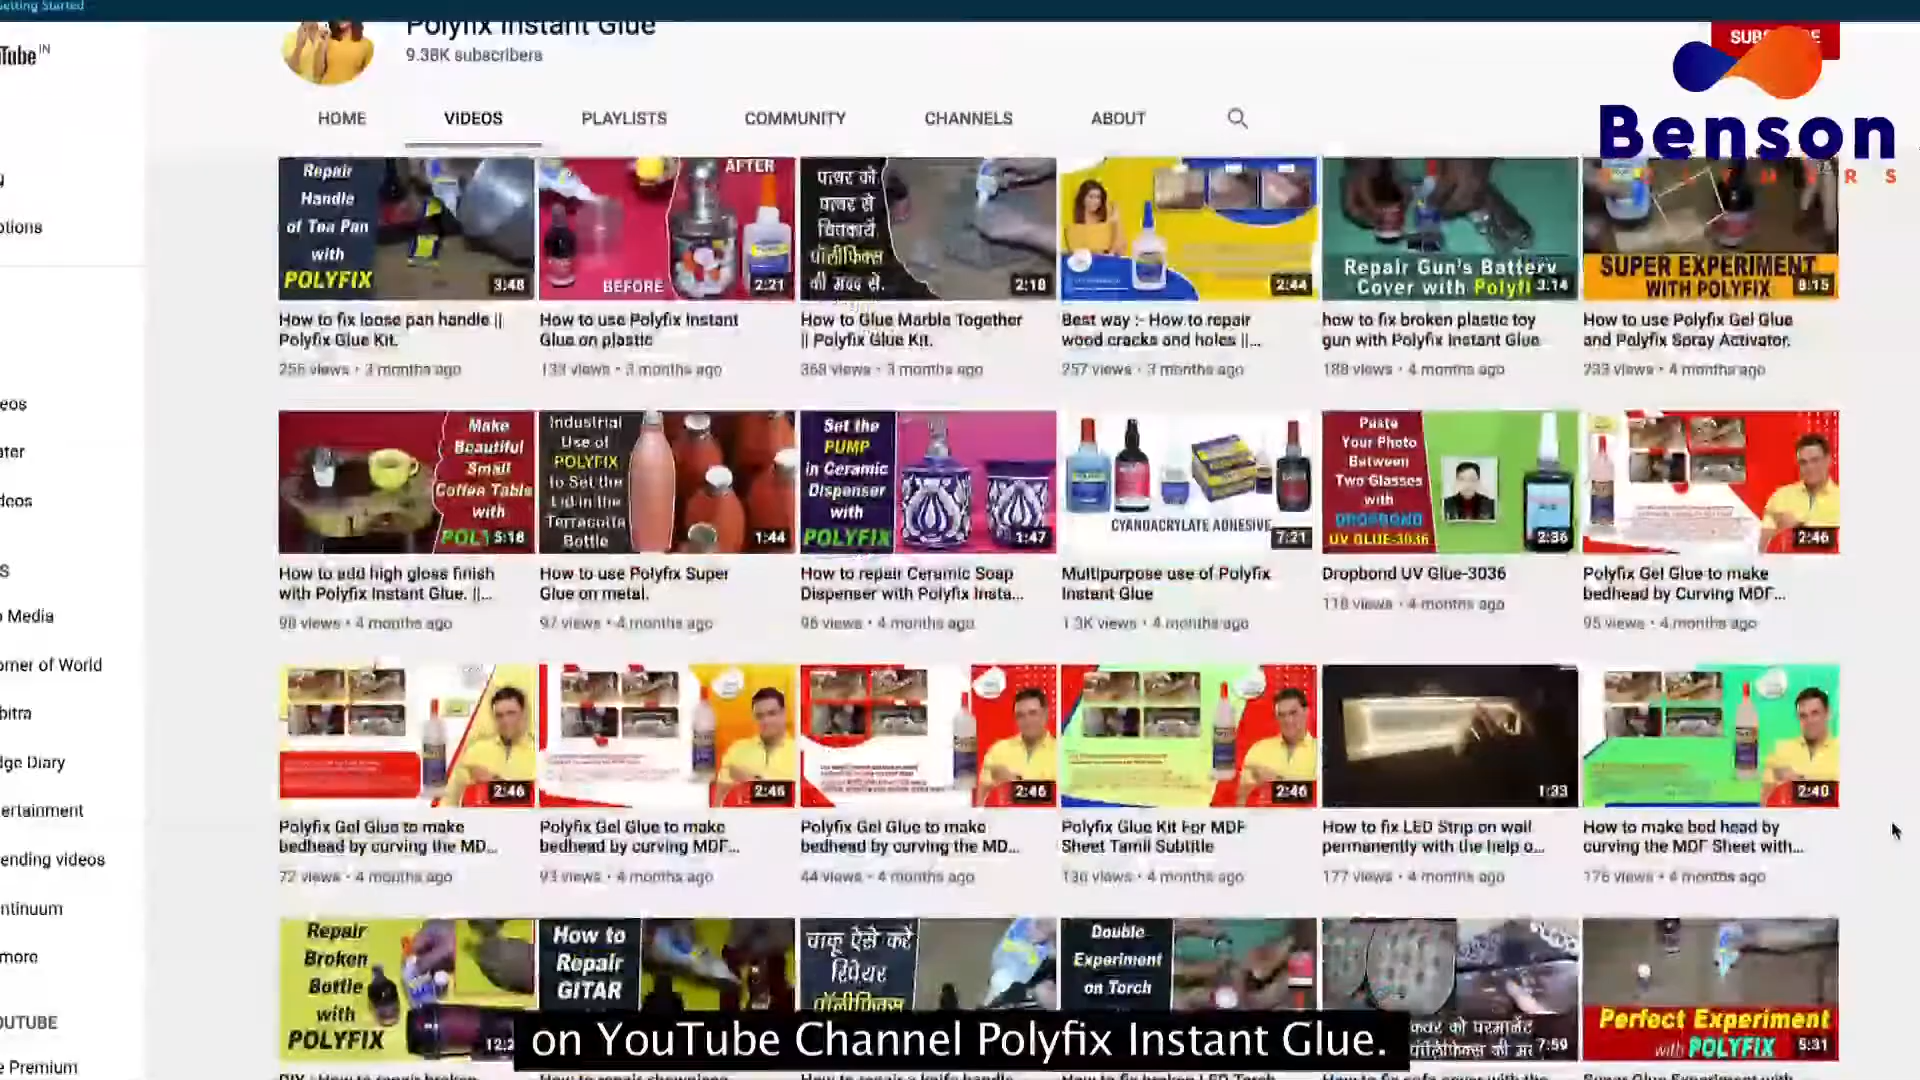 Getting Started
Tube IN
Polyfix Instant Glue
9.38K subscribers
HOME
VIDEOS
PLAYLISTS
COMMUNITY
CHANNELS
ABOUT
Benson
Repair
Handle
of Tea Pan
with
POLYFIX
3:48
AFTER
BEFORE
2:21
पत्थर को
पत्थर से
चिपकाये
पॉलीफिक्स
की मदद से.
2:18
2:44
Repair Gun's Battery
Cover with
3:14
SUPER EXPERIMENT
WITH POLYFIX
8:15
How to fix loose pan handle ||
Polyfix Glue Kit.
256 views • 3 months ago
How to use Polyfix Instant
Glue on plastic
133 views • 3 months ago
How to Glue Marble Together
|| Polyfix Glue Kit.
368 views • 3 months ago
Best way :- How to repair
wood cracks and holes ||...
257 views • 3 months ago
how to fix broken plastic toy
gun with Polyfix Instant Glue
188 views • 4 months ago
How to use Polyfix Gel Glue
and Polyfix Spray Activator.
233 views • 4 months ago
Make
Beautiful
Small
Coffee Table
with
5:18
Industrial
Use of
POLYFIX
to Set the
Lid in the
Terracotta
Bottle
1:44
Set the
PUMP
in Ceramic
Dispenser
with
POLYFIX
1:47
CYANOACRYLATE ADHESIVE
7:21
Paste
Your Photo
Between
Two Glasses
with
DROPBOND
UV GLUE-3036
2:36
2:46
How to add high gloss finish
with Polyfix Instant Glue. ||...
98 views • 4 months ago
How to use Polyfix Super
Glue on metal.
97 views • 4 months ago
How to repair Ceramic Soap
Dispenser with Polyfix Insta...
96 views • 4 months ago
Multipurpose use of Polyfix
Instant Glue
1.3K views • 4 months ago
Dropbond UV Glue-3036
118 views • 4 months ago
Polyfix Gel Glue to make
bedhead by Curving MDF...
95 views • 4 months ago
2:46
2:46
2:46
2:46
1:33
2:40
Polyfix Gel Glue to make
bedhead by curving the MD...
72 views • 4 months ago
Polyfix Gel Glue to make
bedhead by curving MDF...
93 views • 4 months ago
Polyfix Gel Glue to make
bedhead by curving the MD...
44 views • 4 months ago
Polyfix Glue Kit For MDF
Sheet Tamil Subtitle
136 views • 4 months ago
How to fix LED Strip on wall
permanently with the help o...
177 views • 4 months ago
How to make bed head by
curving the MDF Sheet with...
176 views • 4 months ago
Repair
Broken
Bottle
with
POLYFIX
How to
Repair
GITAR
चाकू ऐसे करें
रिपेयर
पॉलीफिक्स
Double
Experiment
on Torch
7:59
Perfect Experiment
with POLYFIX
5:31
on YouTube Channel Polyfix Instant Glue.